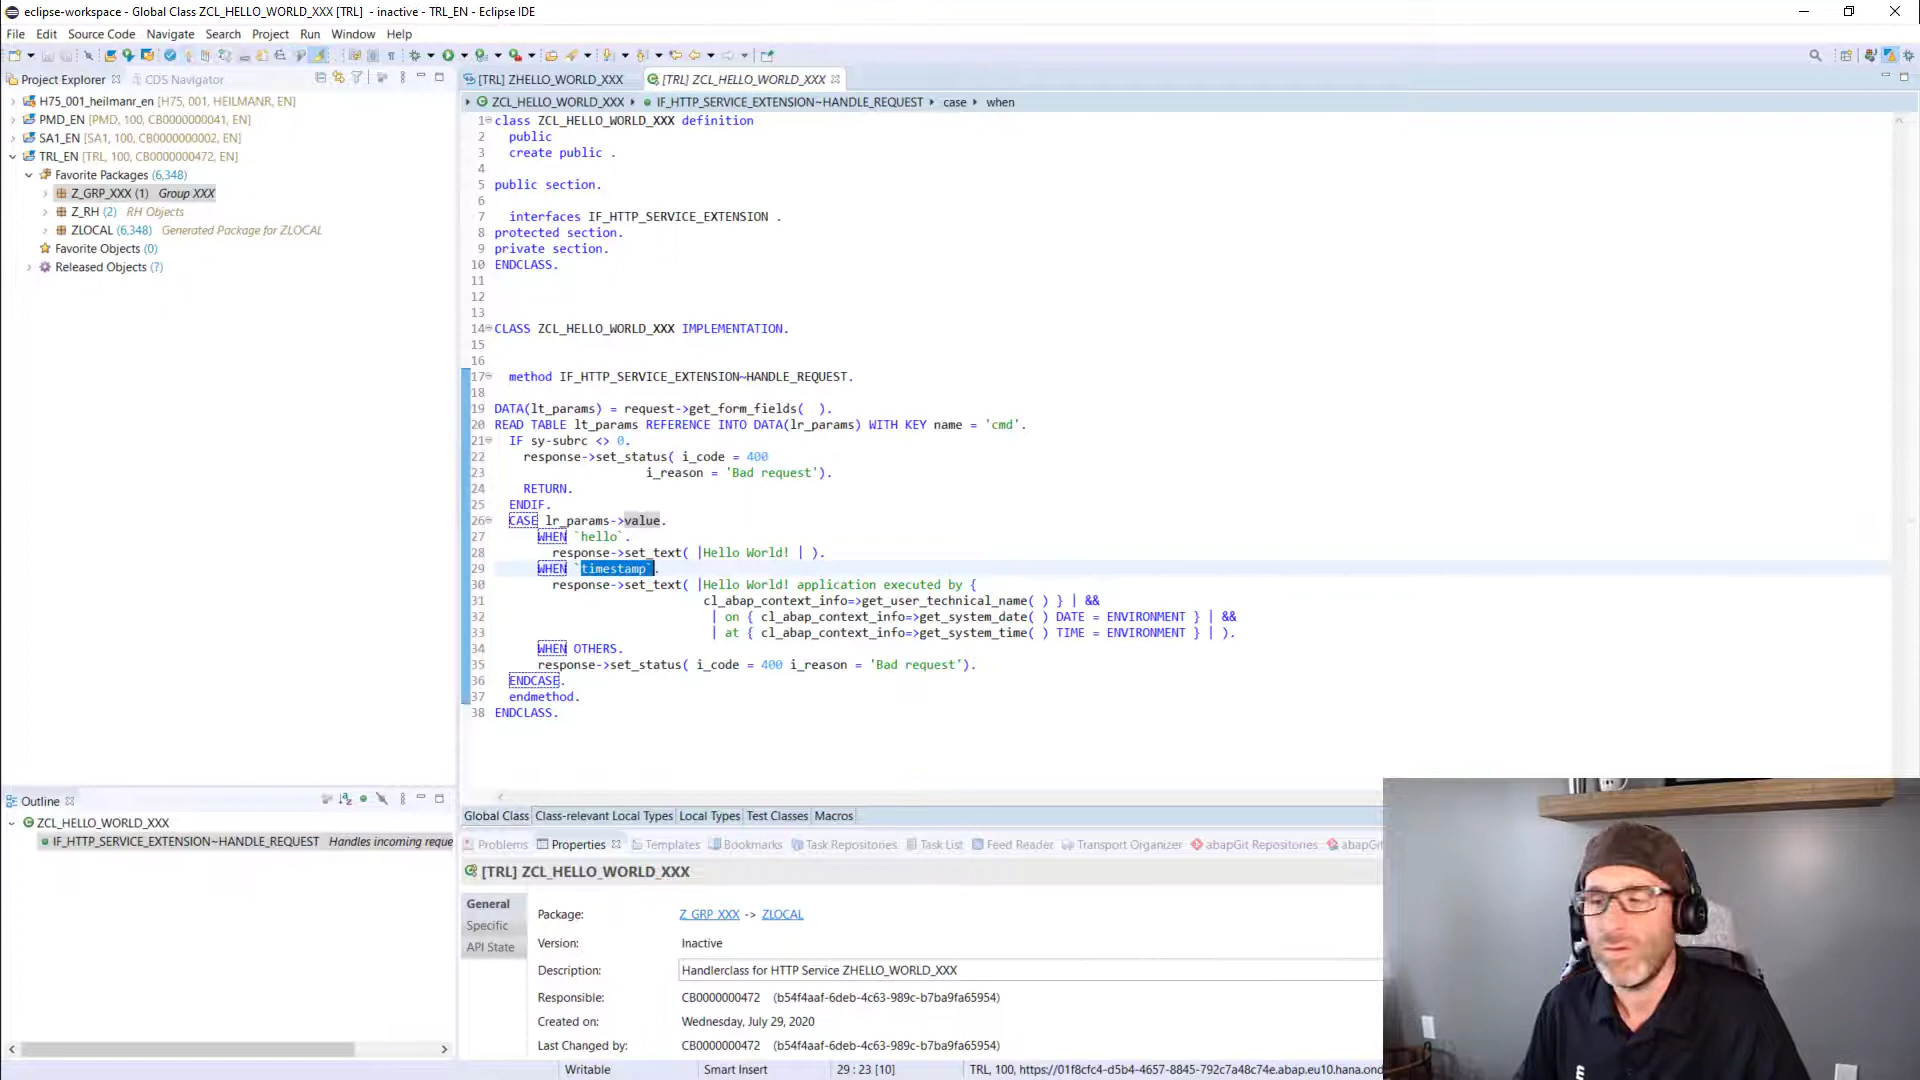 eclipse-workspace - Global Class ZCL_HELLO_WORLD_XXX [TRL] - inactive - TRL_EN - Eclipse IDE
File Edit Source Code Navigate Search Project Run Window Help
Project Explorer
CDS Navigator
H75_001_heilmanr_en [H75, 001, HEILMANR, EN]
PMD_EN [PMD, 100, CB0000000041, EN]
SA1_EN [SA1, 100, CB0000000002, EN]
TRL_EN [TRL, 100, CB0000000472, EN]
Favorite Packages (6,348)
Z_GRP_XXX (1) Group XXX
Z_RH (2) RH Objects
ZLOCAL (6,348) Generated Package for ZLOCAL
Favorite Objects (0)
Released Objects (?)
[TRL] ZHELLO_WORLD_XXX
[TRL] ZCL_HELLO_WORLD_XXX
ZCL_HELLO_WORLD_XXX IF_HTTP_SERVICE_EXTENSION~HANDLE_REQUEST case when
1 class ZCL_HELLO_WORLD_XXX definition
2 public
3 create public .
4
5 public section.
6
7 interfaces IF_HTTP_SERVICE_EXTENSION .
8 protected section.
9 private section.
10 ENDCLASS.
11
12
13
14 CLASS ZCL_HELLO_WORLD_XXX IMPLEMENTATION.
15
16
17 method IF_HTTP_SERVICE_EXTENSION~HANDLE_REQUEST.
18
19 DATA(lt_params) = request->get_form_fields(  ).
20 READ TABLE lt_params REFERENCE INTO DATA(lr_params) WITH KEY name = 'cmd'.
21 IF sy-subrc <> 0.
22 response->set_status( i_code = 400
23 i_reason = 'Bad request').
24 RETURN.
25 ENDIF.
26 CASE lr_params->value.
27 WHEN `hello`.
28 response->set_text( |Hello World! | ).
29 WHEN `timestamp`.
30 response->set_text( |Hello World! application executed by {
31 cl_abap_context_info=>get_user_technical_name( ) } | &&
32 | on { cl_abap_context_info=>get_system_date( ) DATE = ENVIRONMENT } | &&
33 | at { cl_abap_context_info=>get_system_time( ) TIME = ENVIRONMENT } | ).
34 WHEN OTHERS.
35 response->set_status( i_code = 400 i_reason = 'Bad request').
36 ENDCASE.
37 endmethod.
38 ENDCLASS.
Outline
ZCL_HELLO_WORLD_XXX
IF_HTTP_SERVICE_EXTENSION~HANDLE_REQUEST Handles incoming reque
Global Class Class-relevant Local Types Local Types Test Classes Macros
Problems Properties Templates Bookmarks Task Repositories Task List Feed Reader Transport Organizer abapGit Repositories abapGit
[TRL] ZCL_HELLO_WORLD_XXX
General
Specific
API State
Package: Z_GRP_XXX -> ZLOCAL
Version: Inactive
Description: Handlerclass for HTTP Service ZHELLO_WORLD_XXX
Responsible: CB0000000472 (b54f4aaf-6deb-4c63-989c-b7ba9fa65954)
Created on: Wednesday, July 29, 2020
Last Changed by: CB0000000472 (b54f4aaf-6deb-4c63-989c-b7ba9fa65954)
Writable Smart Insert 29 : 23 [10] TRL, 100, https://01f8cfc4-d5b4-4657-8845-792c7a48c74e.abap.eu10.hana.ond